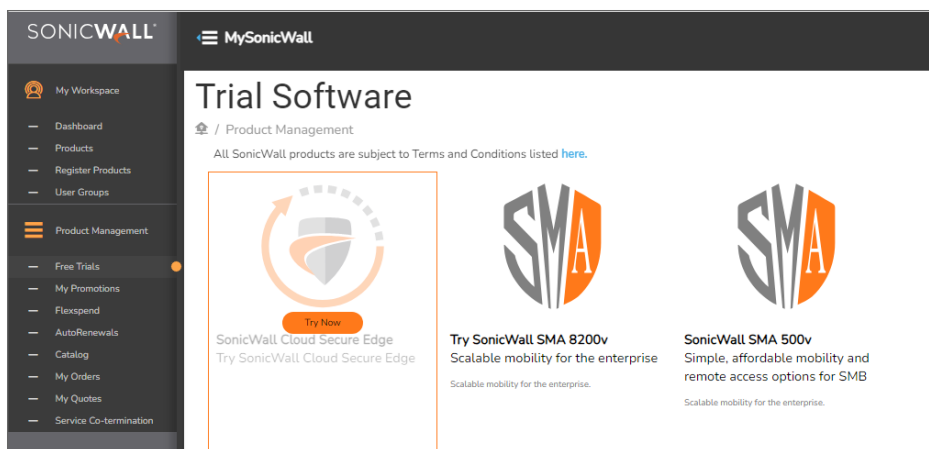 SONICWALL
MySonicWall
My Workspace
Dashboard
Products
Register Products
User Groups
Product Management
Free Trials
My Promotions
Flexspend
AutoRenewals
Catalog
My Orders
My Quotes
Service Co-termination
Trial Software
/ Product Management
All SonicWall products are subject to Terms and Conditions listed here.
Try Now
SonicWall Cloud Secure Edge
Try SonicWall Cloud Secure Edge
SMA
Try SonicWall SMA 8200v
Scalable mobility for the enterprise
Scalable mobility for the enterprise.
SMA
SonicWall SMA 500v
Simple, affordable mobility and
remote access options for SMB
Scalable mobility for the enterprise.